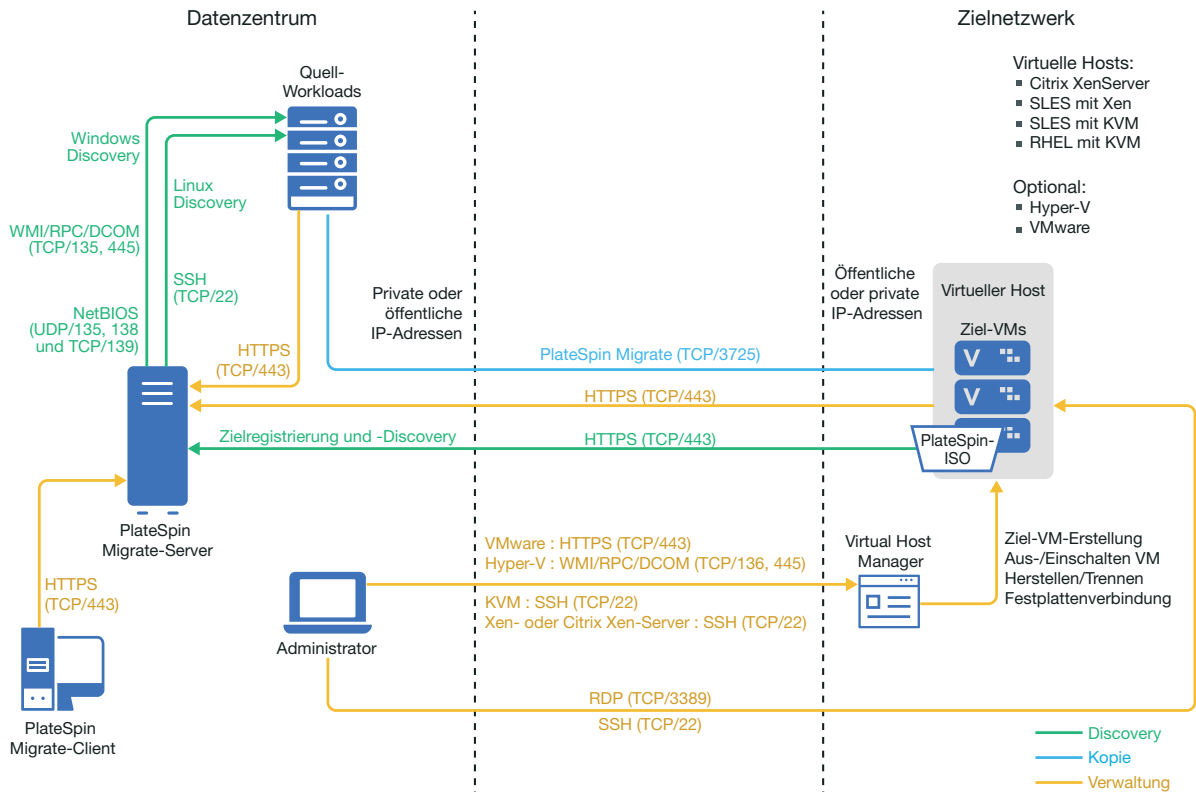 Datenzentrum
Zielnetzwerk
Quell-
Workloads
Virtuelle Hosts:
Citrix XenServer
SLES mit Xen
SLES mit KVM
RHEL mit KVM
Optional:
Hyper-V
VMware
Windows
Discovery
Linux
Discovery
WMI/RPC/DCOM
(TCP/135, 445)
SSH
(TCP/22)
NetBIOS
(UDP/135, 138
und TCP/139)
HTTPS
(TCP/443)
Private oder
öffentliche
IP-Adressen
Öffentliche
oder private
IP-Adressen
Virtueller Host
Ziel-VMs
V
V
PlateSpin-
ISO
PlateSpin Migrate (TCP/3725)
HTTPS (TCP/443)
Zielregistrierung und -Discovery
HTTPS (TCP/443)
PlateSpin
Migrate-Server
HTTPS
(TCP/443)
PlateSpin
Migrate-Client
Administrator
VMware : HTTPS (TCP/443)
Hyper-V : WMI/RPC/DCOM (TCP/136, 445)
KVM : SSH (TCP/22)
Xen- oder Citrix Xen-Server : SSH (TCP/22)
Virtual Host
Manager
Ziel-VM-Erstellung
Aus-/Einschalten VM
Herstellen/Trennen
Festplattenverbindung
RDP (TCP/3389)
SSH (TCP/22)
Discovery
Kopie
Verwaltung